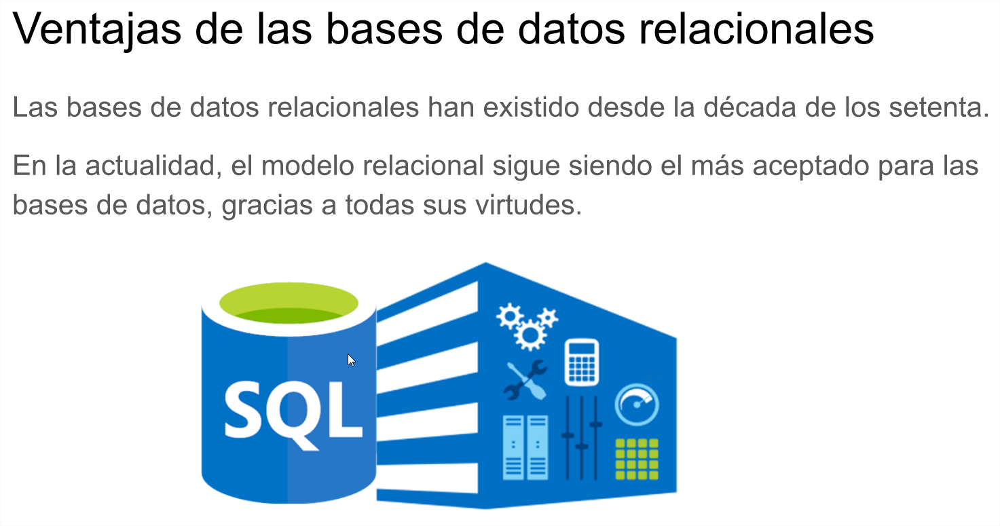 Ventajas de las bases de datos relacionales
Las bases de datos relacionales han existido desde la década de los setenta.
En la actualidad, el modelo relacional sigue siendo el más aceptado para las
bases de datos, gracias a todas sus virtudes.
SQL